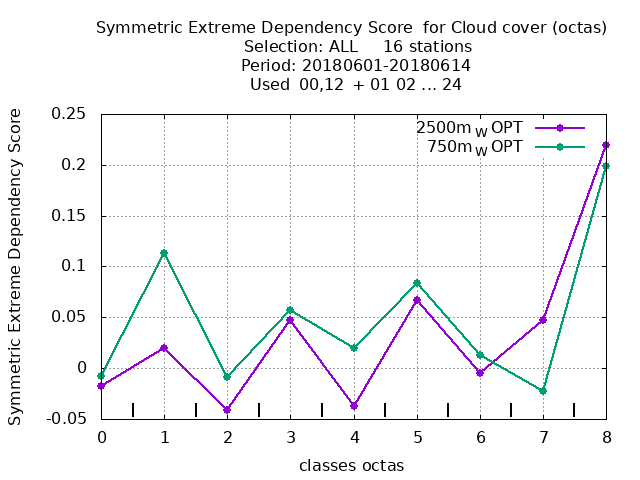 Symmetric Extreme Dependency Score  for Cloud cover (octas)
Selection: ALL     16 stations
Period: 20180601-20180614
Used  00,12  + 01 02 ... 24
2500m W OPT
750m W OPT
Symmetric Extreme Dependency Score
0.25
0.2
0.15
0.1
0.05
0
-0.05
0 1 2 3 4 5 6 7 8
classes octas